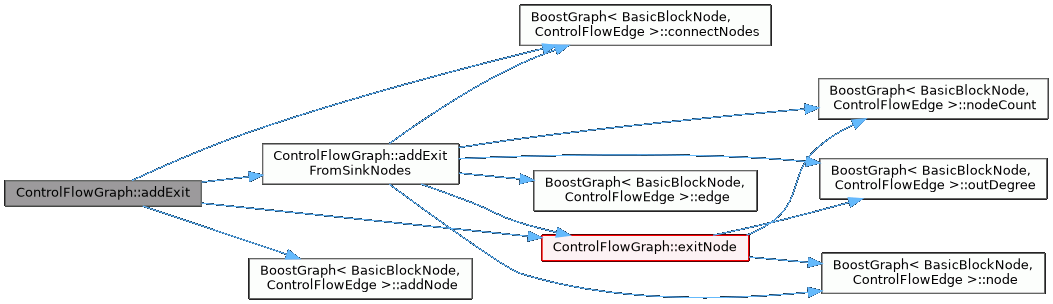 BoostGraph< BasicBlockNode,
ControlFlowEdge >::connectNodes
BoostGraph< BasicBlockNode,
ControlFlowEdge >::nodeCount
ControlFlowGraph::addExit
FromSinkNodes
BoostGraph< BasicBlockNode,
ControlFlowEdge >::outDegree
ControlFlowGraph::addExit
BoostGraph< BasicBlockNode,
ControlFlowEdge >::edge
ControlFlowGraph::exitNode
BoostGraph< BasicBlockNode,
ControlFlowEdge >::addNode
BoostGraph< BasicBlockNode,
ControlFlowEdge >::node